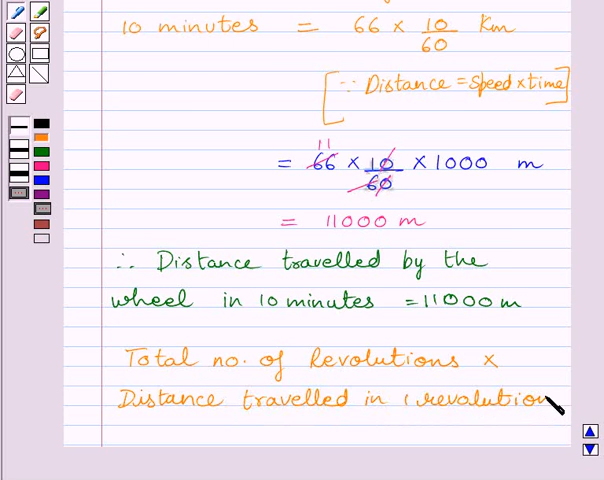 10 minutes = 66 × 10/60 Km
[∵ Distance = Speed × time]
= 66 11 × 10/60 × 1000 m
= 11000 m
∴ Distance travelled by the
wheel in 10 minutes = 11000 m
Total no. of Revolutions ×
Distance travelled in 1 revolution